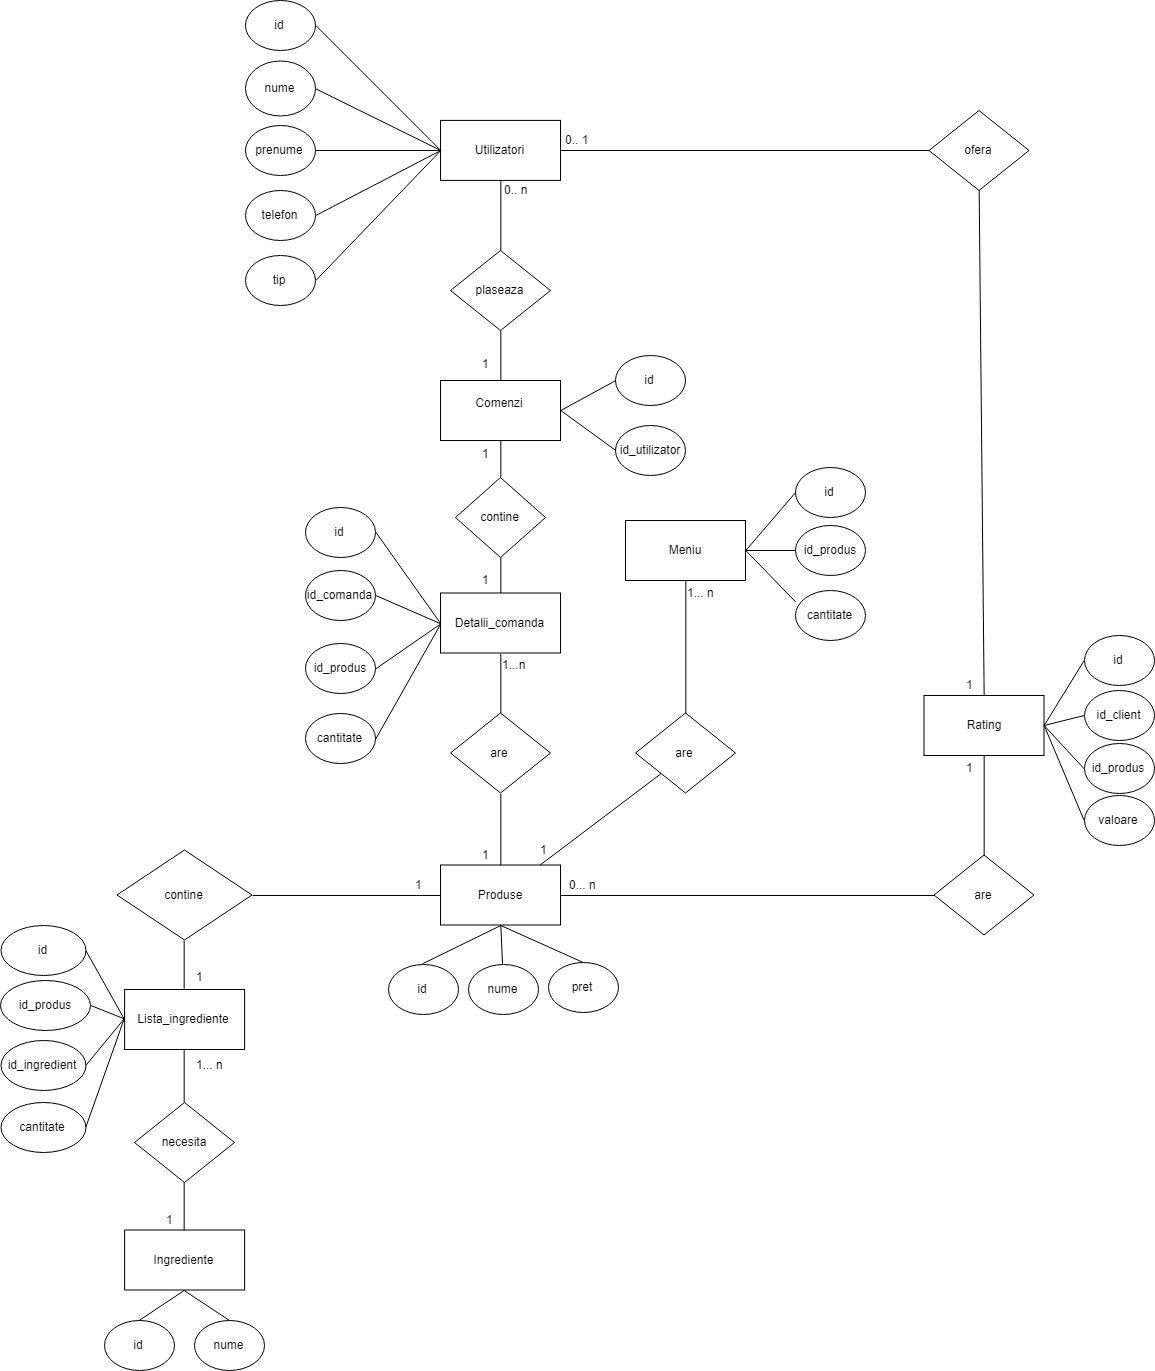 id
nume
prenume
telefon
tip
Utilizatori
0.. 1
ofera
0.. n
plaseaza
1
Comenzi
id
id_utilizator
1
contine
1
id
id_comanda
id_produs
cantitate
Detalii_comanda
1...n
Meniu
1... n
id
id_produs
cantitate
are
1
are
1
1
Rating
1
id
id_client
id_produs
valoare
are
0... n
Produse
id
nume
pret
1
contine
1
id
id_produs
id_ingredient
cantitate
Lista_ingrediente
1... n
necesita
1
Ingrediente
id
nume